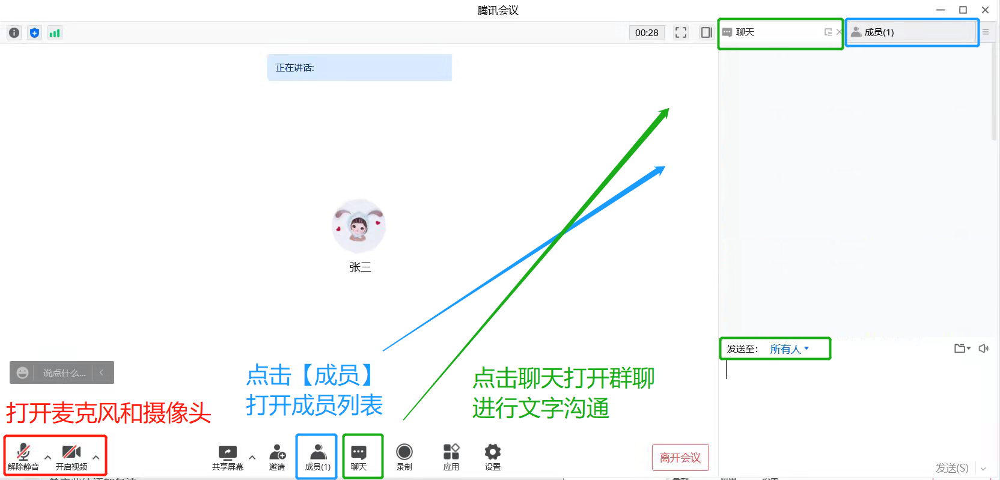 腾讯会议
00:28
聊天
成员(1)
正在讲话:
张三
发送至:
所有人
说点什么...
点击【成员】
打开成员列表
点击聊天打开群聊
进行文字沟通
打开麦克风和摄像头
解除静音
开启视频
共享屏幕
邀请
成员(1)
聊天
录制
应用
设置
离开会议
发送(S)